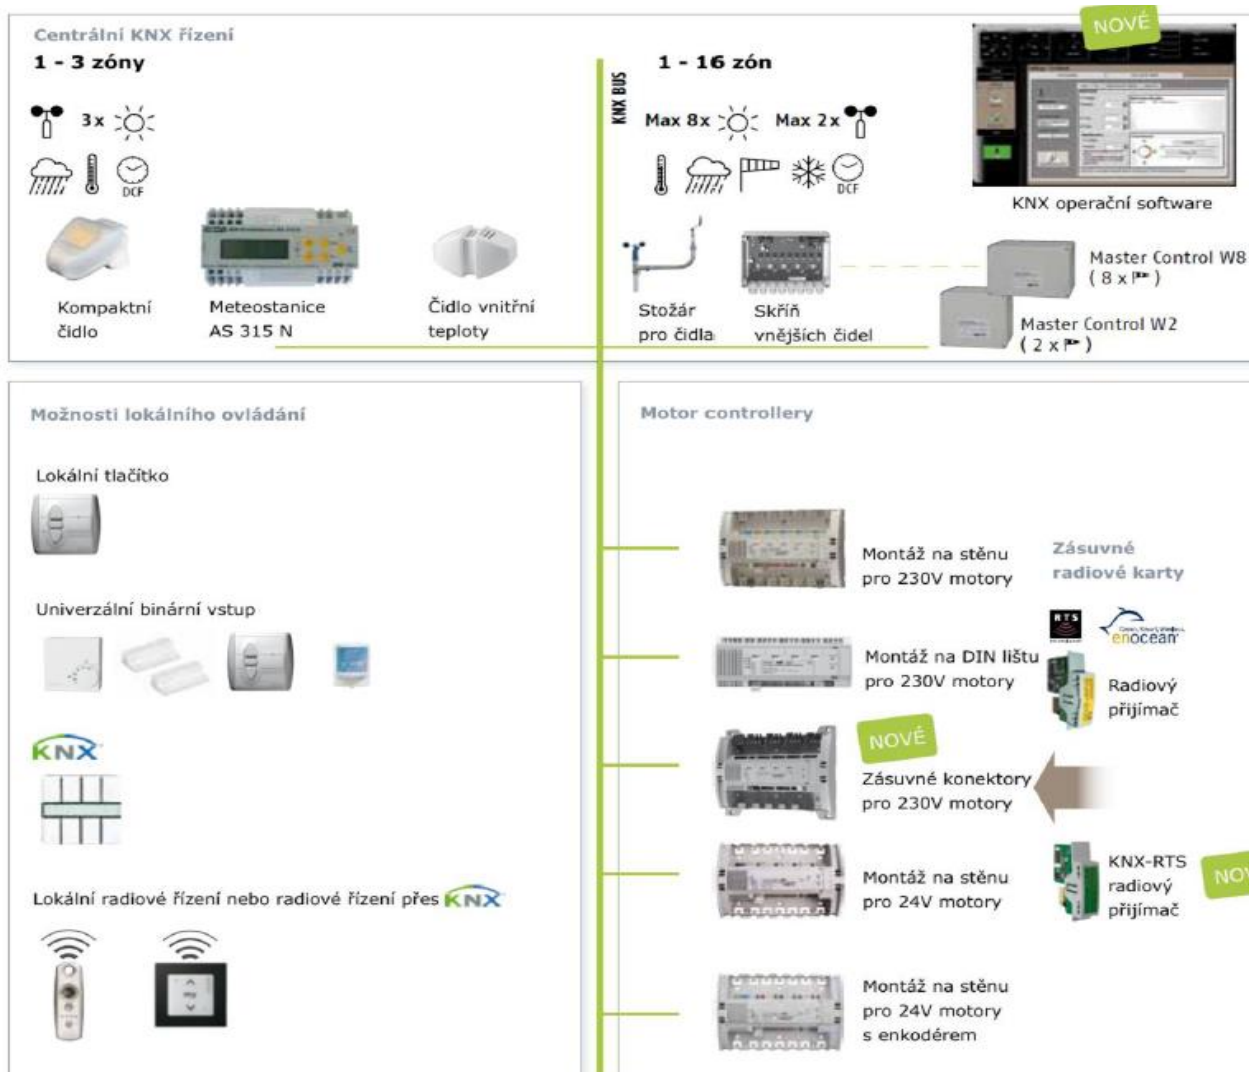 Centrální KNX řízení
1 - 3 zóny
3x
DCF
Kompaktní
čidlo
Meteostanice
AS 315 N
Čidlo vnitřní
teploty
KNX BUS
1 - 16 zón
Max 8x
Max 2x
DCF
NOVÉ
KNX operační software
Stožár
pro čidla
Skříň
vnějších čidel
Master Control W8
( 8 x )
Master Control W2
( 2 x )
Možnosti lokálního ovládání
Lokální tlačítko
Univerzální binární vstup
KNX
Lokální radiové řízení nebo radiové řízení přes KNX
Motor controllery
Montáž na stěnu
pro 230V motory
Montáž na DIN lištu
pro 230V motory
NOVÉ
Zásuvné konektory
pro 230V motory
Montáž na stěnu
pro 24V motory
Montáž na stěnu
pro 24V motory
s enkodérem
Zásuvné
radiové karty
RTS
enocean
Radiový
přijímač
KNX-RTS
radiový
přijímač
NOV